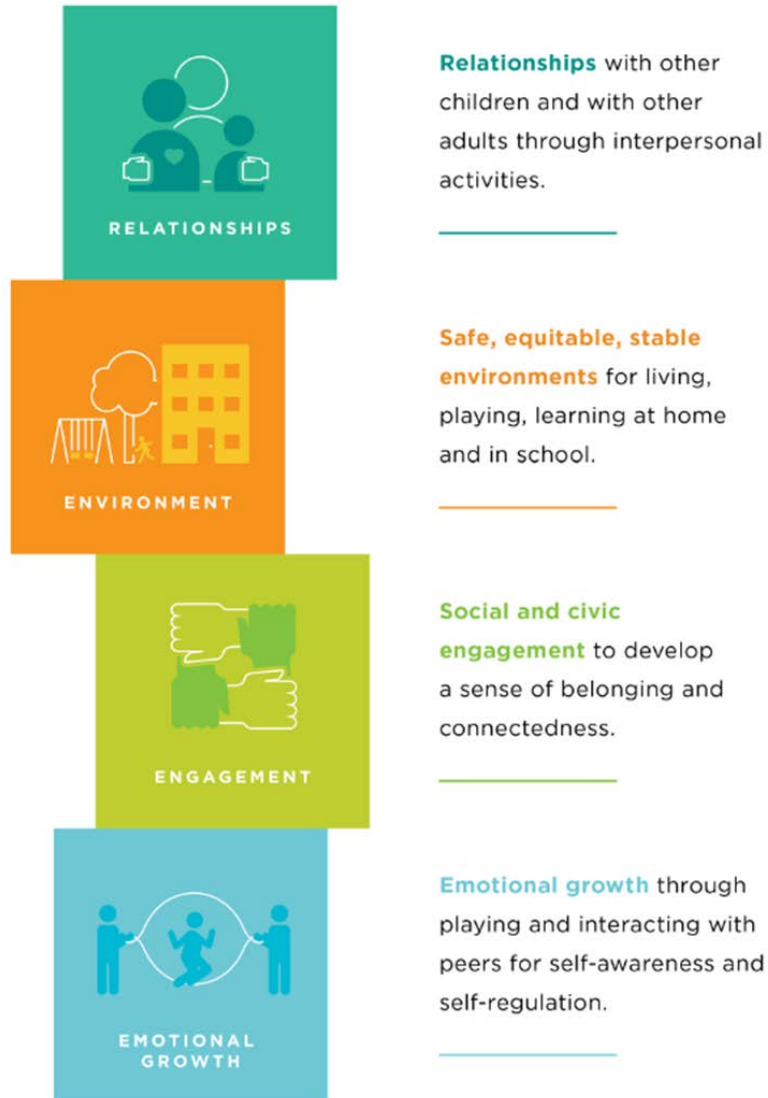 RELATIONSHIPS
Relationships with other
children and with other
adults through interpersonal
activities.
ENVIRONMENT
Safe, equitable, stable
environments for living,
playing, learning at home
and in school.
ENGAGEMENT
Social and civic
engagement to develop
a sense of belonging and
connectedness.
EMOTIONAL
GROWTH
Emotional growth through
playing and interacting with
peers for self-awareness and
self-regulation.